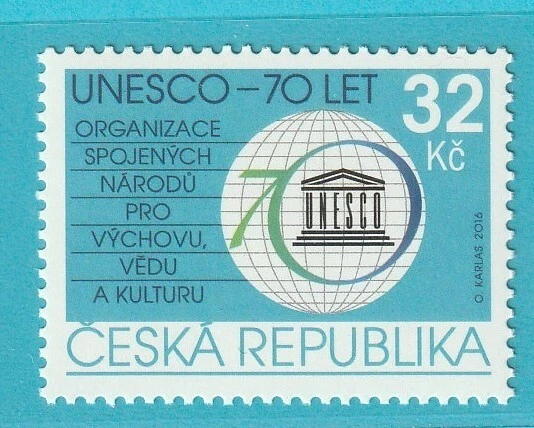 UNESCO – 70 LET
32
Kč
ORGANIZACE
SPOJENÝCH
NÁRODŮ
PRO
VÝCHOVU,
VĚDU
A KULTURU
70
UNESCO
O. KARLAS 2016
ČESKÁ REPUBLIKA